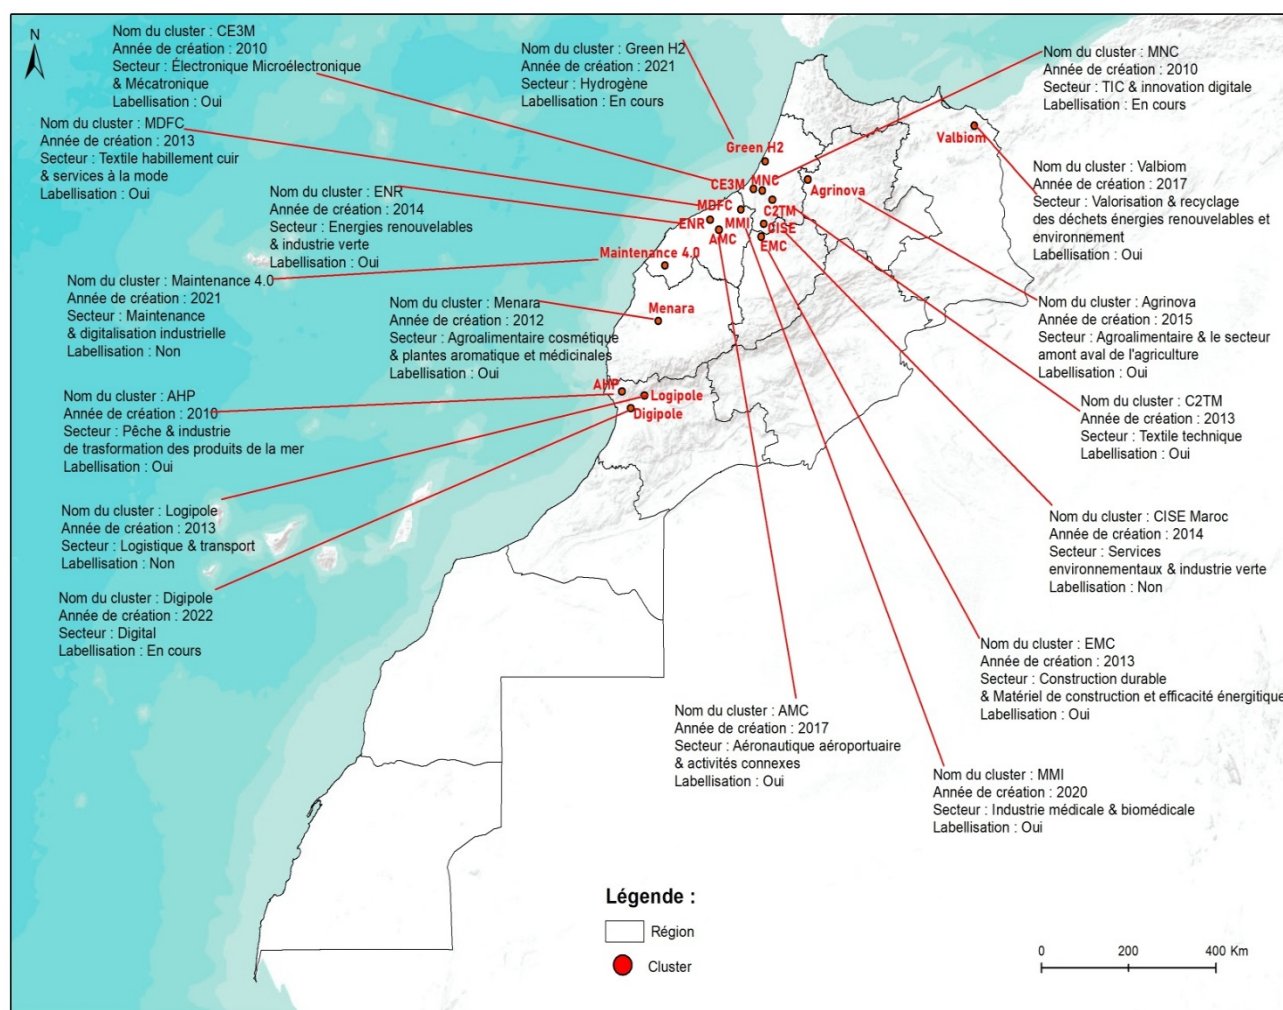 N
Nom du cluster : CE3M
Année de création : 2010
Secteur : Électronique Microélectronique
& Mécatronique
Labellisation : Oui
Nom du cluster : Green H2
Année de création : 2021
Secteur : Hydrogène
Labellisation : En cours
Nom du cluster : MNC
Année de création : 2010
Secteur : TIC & innovation digitale
Labellisation : En cours
Nom du cluster : MDFC
Année de création : 2013
Secteur : Textile habillement cuir
& services à la mode
Labellisation : Oui
Nom du cluster : ENR
Année de création : 2014
Secteur : Energies renouvelables
& industrie verte
Labellisation : Oui
Nom du cluster : Valbiom
Année de création : 2017
Secteur : Valorisation & recyclage
des déchets énergies renouvelables et
environnement
Labellisation : Oui
Nom du cluster : Maintenance 4.0
Année de création : 2021
Secteur : Maintenance
& digitalisation industrielle
Labellisation : Non
Nom du cluster : Menara
Année de création : 2012
Secteur : Agroalimentaire cosmétique
& plantes aromatique et médicinales
Labellisation : Oui
Nom du cluster : Agrinova
Année de création : 2015
Secteur : Agroalimentaire & le secteur
amont aval de l'agriculture
Labellisation : Oui
Nom du cluster : AHP
Année de création : 2010
Secteur : Pêche & industrie
de trasformation des produits de la mer
Labellisation : Oui
Nom du cluster : C2TM
Année de création : 2013
Secteur : Textile technique
Labellisation : Oui
Nom du cluster : Logipole
Année de création : 2013
Secteur : Logistique & transport
Labellisation : Non
Nom du cluster : CISE Maroc
Année de création : 2014
Secteur : Services
environnementaux & industrie verte
Labellisation : Non
Nom du cluster : Digipole
Année de création : 2022
Secteur : Digital
Labellisation : En cours
Nom du cluster : EMC
Année de création : 2013
Secteur : Construction durable
& Matériel de construction et efficacité énergitique
Labellisation : Oui
Nom du cluster : AMC
Année de création : 2017
Secteur : Aéronautique aéroportuaire
& activités connexes
Labellisation : Oui
Nom du cluster : MMI
Année de création : 2020
Secteur : Industrie médicale & biomédicale
Labellisation : Oui
Valbiom
Green H2
CE3M
MNC
Agrinova
MDFC
C2TM
ENR
MMI
CISE
AMC
EMC
Maintenance 4.0
Menara
AHP
Logipole
Digipole
Légende :
Région
Cluster
0 200 400 Km